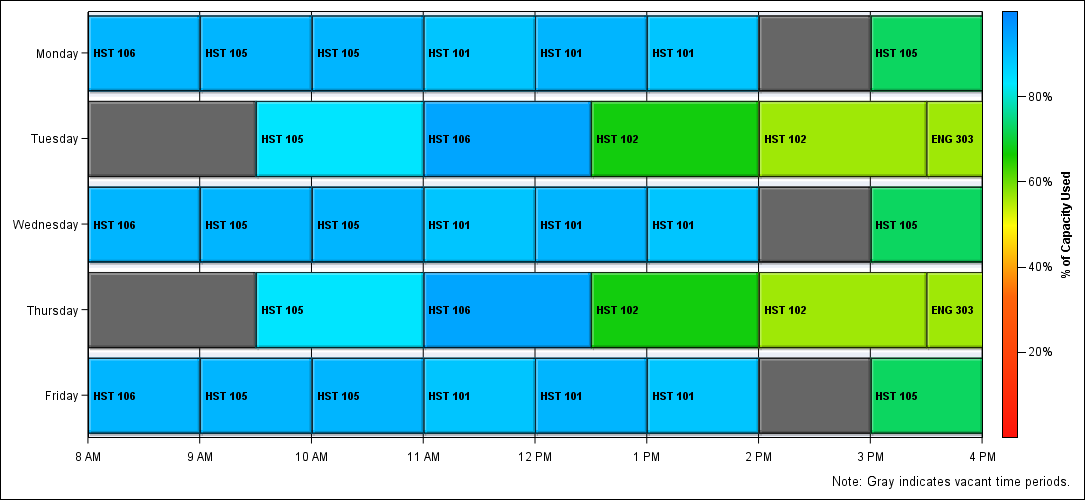 Monday
HST 106 HST 105 HST 105 HST 101 HST 101 HST 101 HST 105
Tuesday
HST 105 HST 106 HST 102 HST 102 ENG 303
Wednesday
HST 106 HST 105 HST 105 HST 101 HST 101 HST 101 HST 105
Thursday
HST 105 HST 106 HST 102 HST 102 ENG 303
Friday
HST 106 HST 105 HST 105 HST 101 HST 101 HST 101 HST 105
8 AM 9 AM 10 AM 11 AM 12 PM 1 PM 2 PM 3 PM 4 PM
80%
60%
40%
20%
% of Capacity Used
Note: Gray indicates vacant time periods.